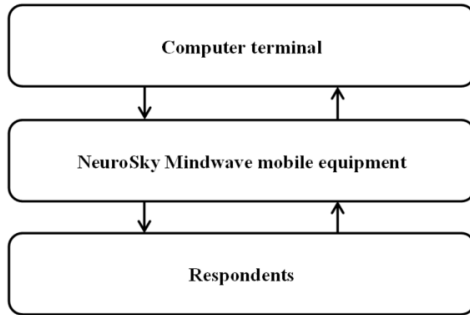 Computer terminal
NeuroSky Mindwave mobile equipment
Respondents